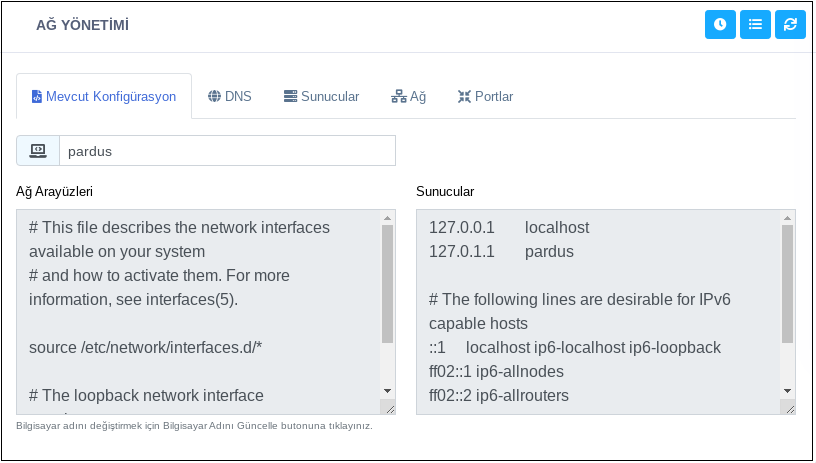 AĞ YÖNETİMİ
Mevcut Konfigürasyon DNS Sunucular Ağ Portlar
pardus
Ağ Arayüzleri
# This file describes the network interfaces
available on your system
# and how to activate them. For more
information, see interfaces(5).
source /etc/network/interfaces.d/*
# The loopback network interface
Sunucular
127.0.0.1 localhost
127.0.1.1 pardus
# The following lines are desirable for IPv6
capable hosts
::1 localhost ip6-localhost ip6-loopback
ff02::1 ip6-allnodes
ff02::2 ip6-allrouters
Bilgisayar adını değiştirmek için Bilgisayar Adını Güncelle butonuna tıklayınız.